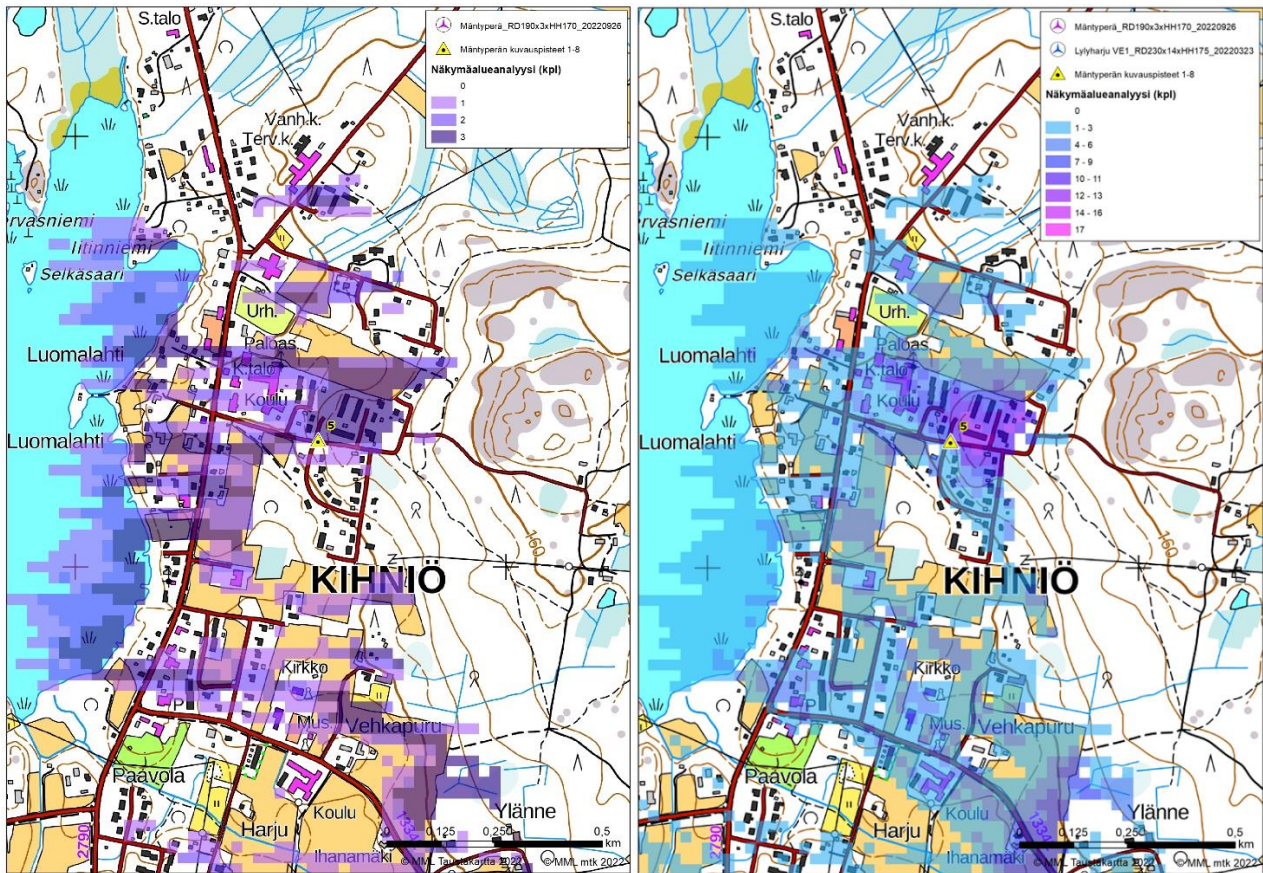 S.talo
Mäntyperä_RD190x3xHH170_20220926
Mäntyperän kuvauspisteet 1-8
Näkymäalueanalyysi (kpl)
0
1
2
3
Vanh.k.
Terv.k.
ervasniemi
Iitinniemi
Selkäsaari
Urh.
Paloas.
Luomalahti
K.talo
Koulu
5
Luomalahti
160
KIHNIÖ
Kirkko
P
Mus.
Vehkapuru
Paavola
Koulu
Ylänne
Harju
2790
1334
Ihanamäki
0
0,125
0,250
0,5
km
© MML Taustakartta 2022
© MML mtk 2022
S.talo
Mäntyperä_RD190x3xHH170_20220926
Lylyharju VE1_RD230x14xHH175_20220323
Mäntyperän kuvauspisteet 1-8
Näkymäalueanalyysi (kpl)
0
1 - 3
4 - 6
7 - 9
10 - 11
12 - 13
14 - 16
17
Vanh.k.
Terv.k.
ervasniemi
Iitinniemi
Selkäsaari
Urh.
Paloas.
Luomalahti
K.talo
Koulu
5
Luomalahti
160
KIHNIÖ
Kirkko
P
Mus.
Vehkapuru
Paavola
Koulu
Ylänne
Harju
2790
1334
Ihanamäki
0
0,125
0,250
0,5
km
© MML Taustakartta 2022
© MML mtk 2022